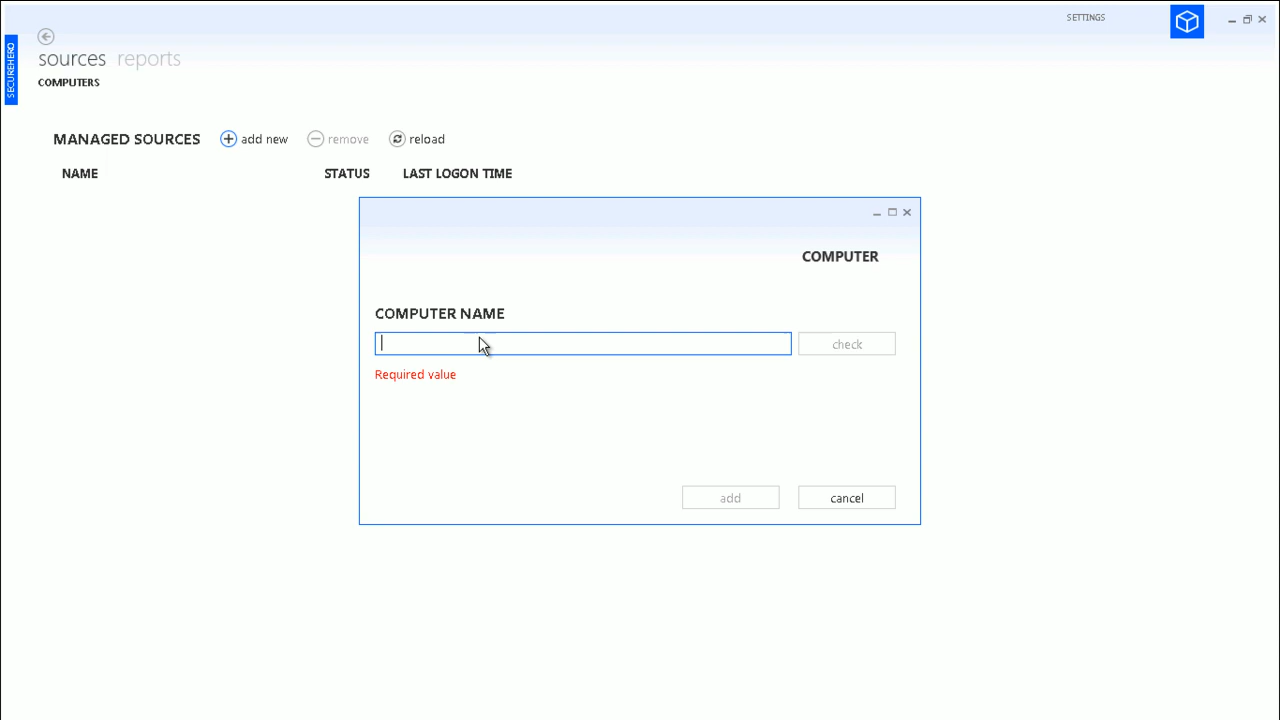 SETTINGS
SECUREHERO
sources reports
COMPUTERS
MANAGED SOURCES add new remove reload
NAME STATUS LAST LOGON TIME
COMPUTER
COMPUTER NAME
check
Required value
add cancel